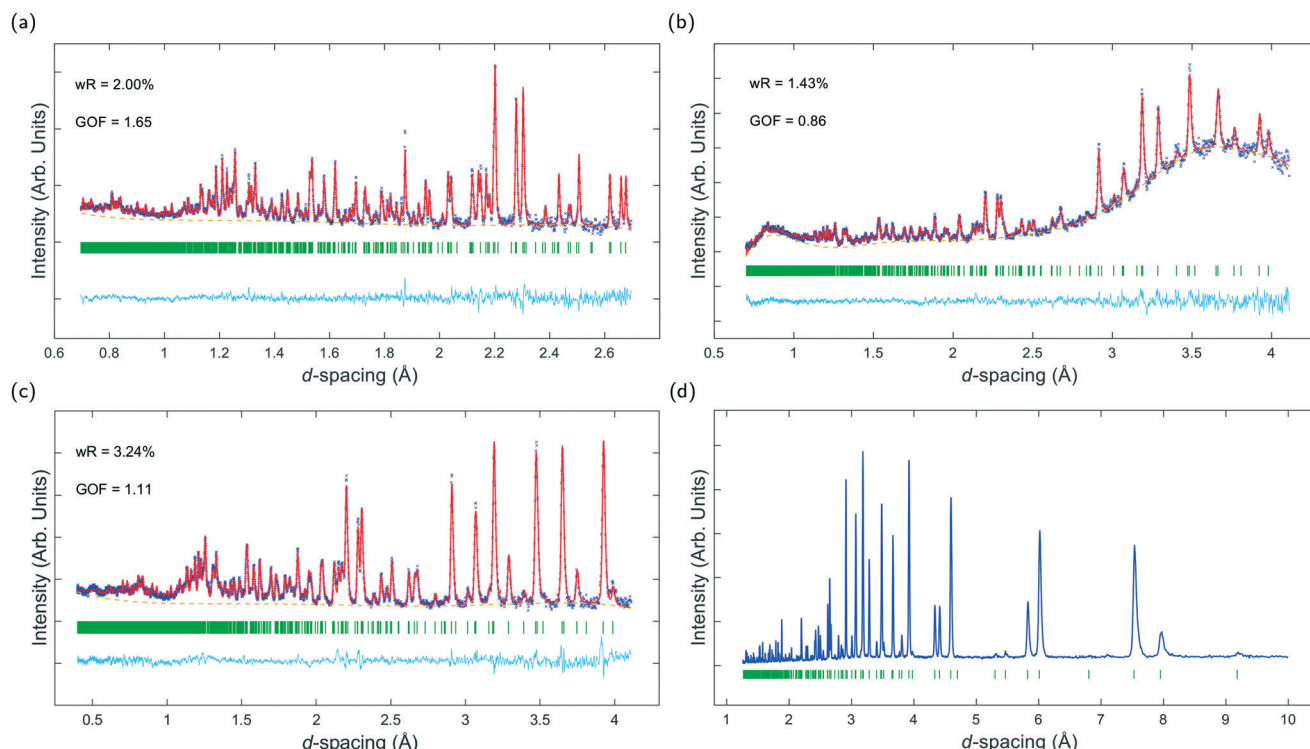 (a)
wR = 2.00%
GOF = 1.65
Intensity (Arb. Units)
0.6 0.8 1 1.2 1.4 1.6 1.8 2 2.2 2.4 2.6
d-spacing (Å)
(b)
wR = 1.43%
GOF = 0.86
Intensity (Arb. Units)
0.5 1 1.5 2 2.5 3 3.5 4
d-spacing (Å)
(c)
wR = 3.24%
GOF = 1.11
Intensity (Arb. Units)
0.5 1 1.5 2 2.5 3 3.5 4
d-spacing (Å)
(d)
Intensity (Arb. Units)
1 2 3 4 5 6 7 8 9 10
d-spacing (Å)